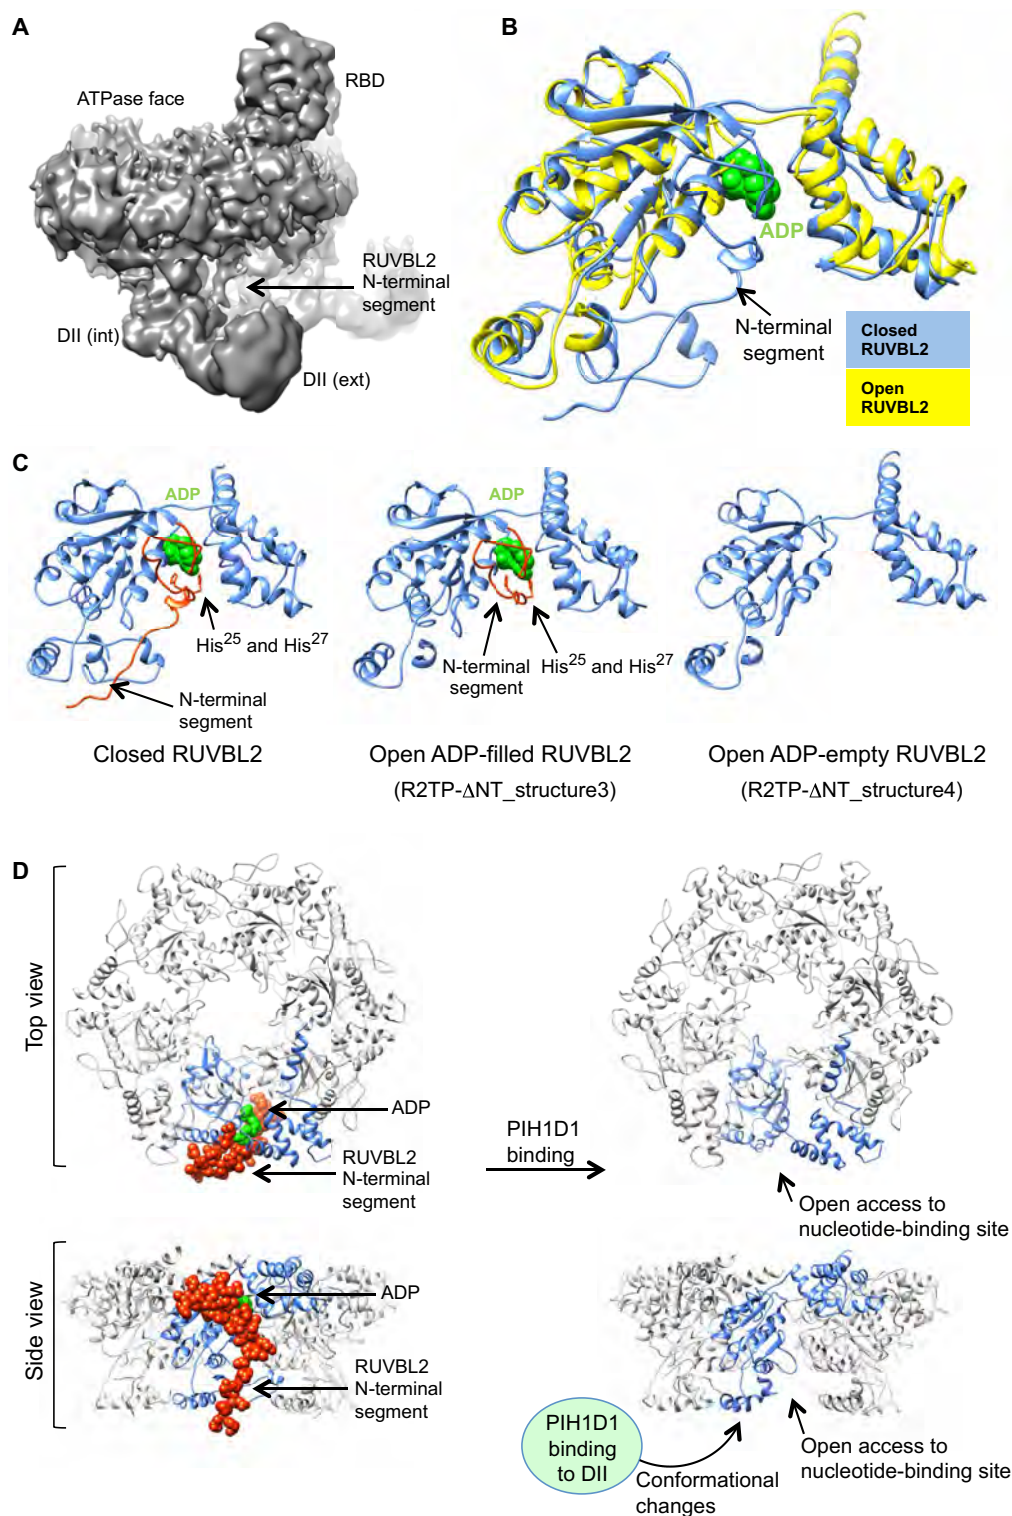 A
RBD
ATPase face
RUVBL2
N-terminal
segment
DII (int)
DII (ext)
B
ADP
N-terminal
segment
Closed
RUVBL2
Open
RUVBL2
C
ADP
His25 and His27
N-terminal
segment
Closed RUVBL2
ADP
N-terminal
segment
His25 and His27
Open ADP-filled RUVBL2
(R2TP-ΔNT_structure3)
Open ADP-empty RUVBL2
(R2TP-ΔNT_structure4)
D
Top view
ADP
RUVBL2
N-terminal
segment
PIH1D1
binding
Open access to
nucleotide-binding site
Side view
ADP
RUVBL2
N-terminal
segment
PIH1D1
binding
to DII
Conformational
changes
Open access to
nucleotide-binding site